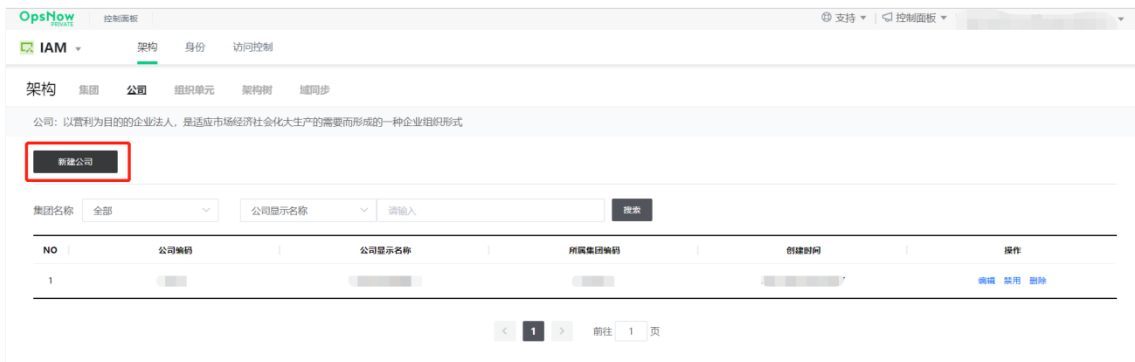 OpsNow PRIVATE 控制面板 支持 控制面板
IAM 架构 身份 访问控制
架构 集团 公司 组织单元 架构树 域同步
公司：以营利为目的的企业法人，是适应市场经济社会化大生产的需要而形成的一种企业组织形式
新建公司
集团名称 全部 公司显示名称 请输入 搜索
NO 公司编码 公司显示名称 所属集团编码 创建时间 操作
1 编辑 禁用 删除
< 1 > 前往 1 页